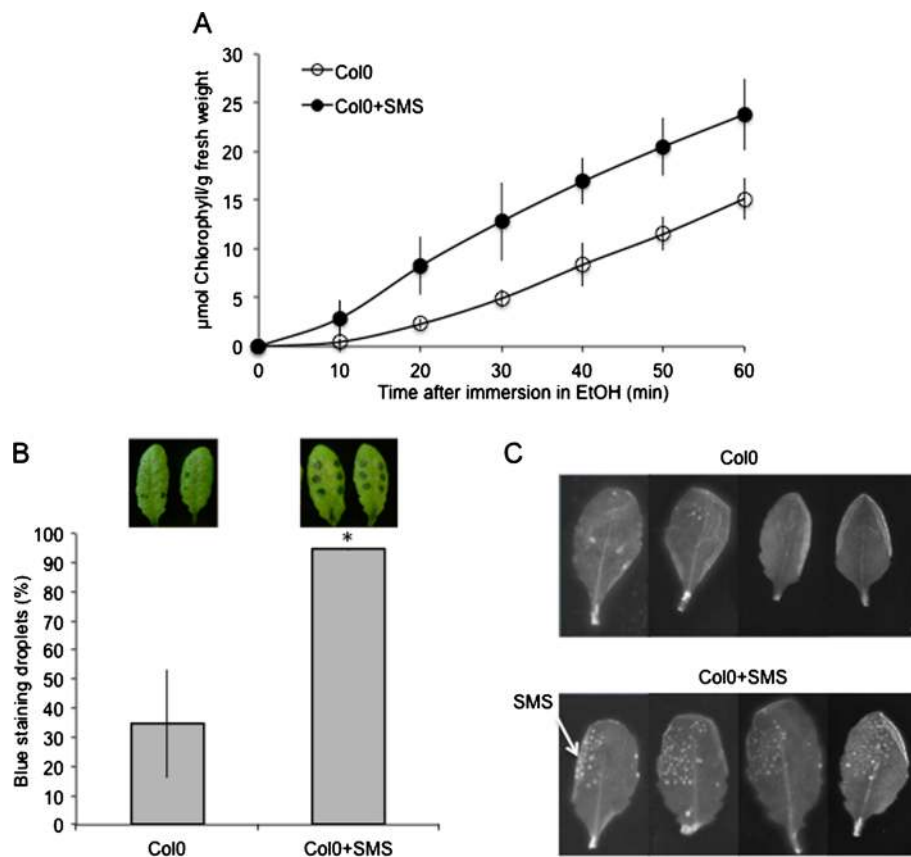 A
μmol Chlorophyll/g fresh weight
30
25
20
15
10
5
0
Col0
Col0+SMS
0 10 20 30 40 50 60
Time after immersion in EtOH (min)
B
Blue staining droplets (%)
100
90
80
70
60
50
40
30
20
10
0
*
Col0 Col0+SMS
C
Col0
Col0+SMS
SMS